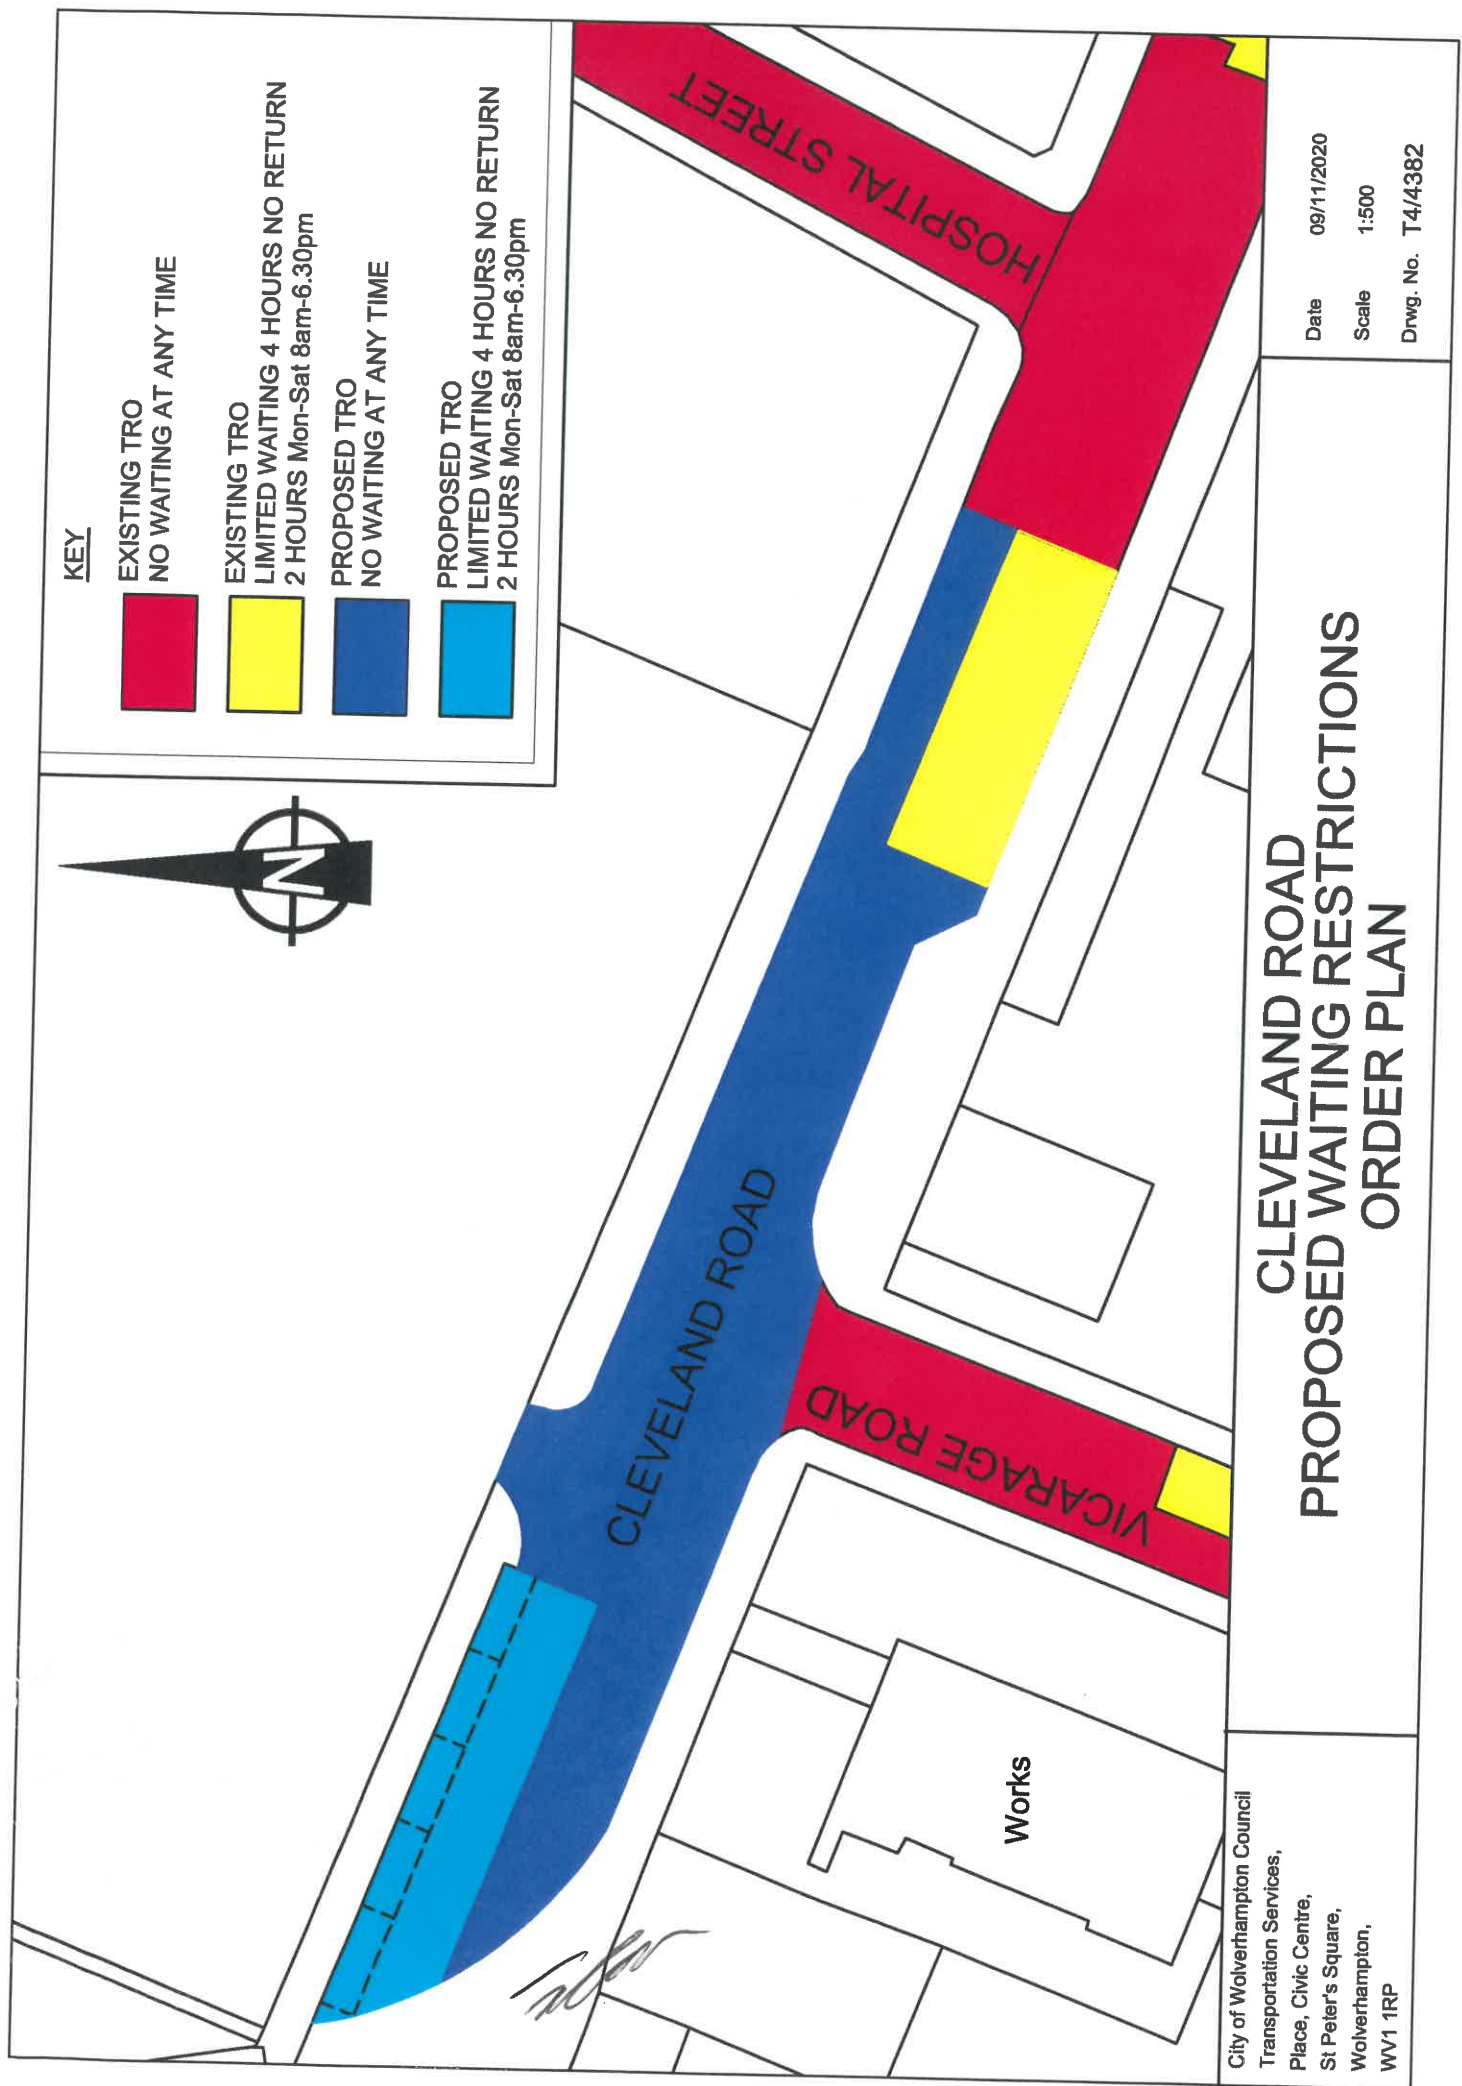 KEY
EXISTING TRO
NO WAITING AT ANY TIME
EXISTING TRO
LIMITED WAITING 4 HOURS NO RETURN
2 HOURS Mon-Sat 8am-6.30pm
PROPOSED TRO
NO WAITING AT ANY TIME
PROPOSED TRO
LIMITED WAITING 4 HOURS NO RETURN
2 HOURS Mon-Sat 8am-6.30pm
N
HOSPITAL STREET
CLEVELAND ROAD
VICARAGE ROAD
Works
City of Wolverhampton Council
Transportation Services,
Place, Civic Centre,
St Peter's Square,
Wolverhampton,
WV1 1RP
CLEVELAND ROAD
PROPOSED WAITING RESTRICTIONS
ORDER PLAN
Date 09/11/2020
Scale 1:500
Drwg. No. T4/4382